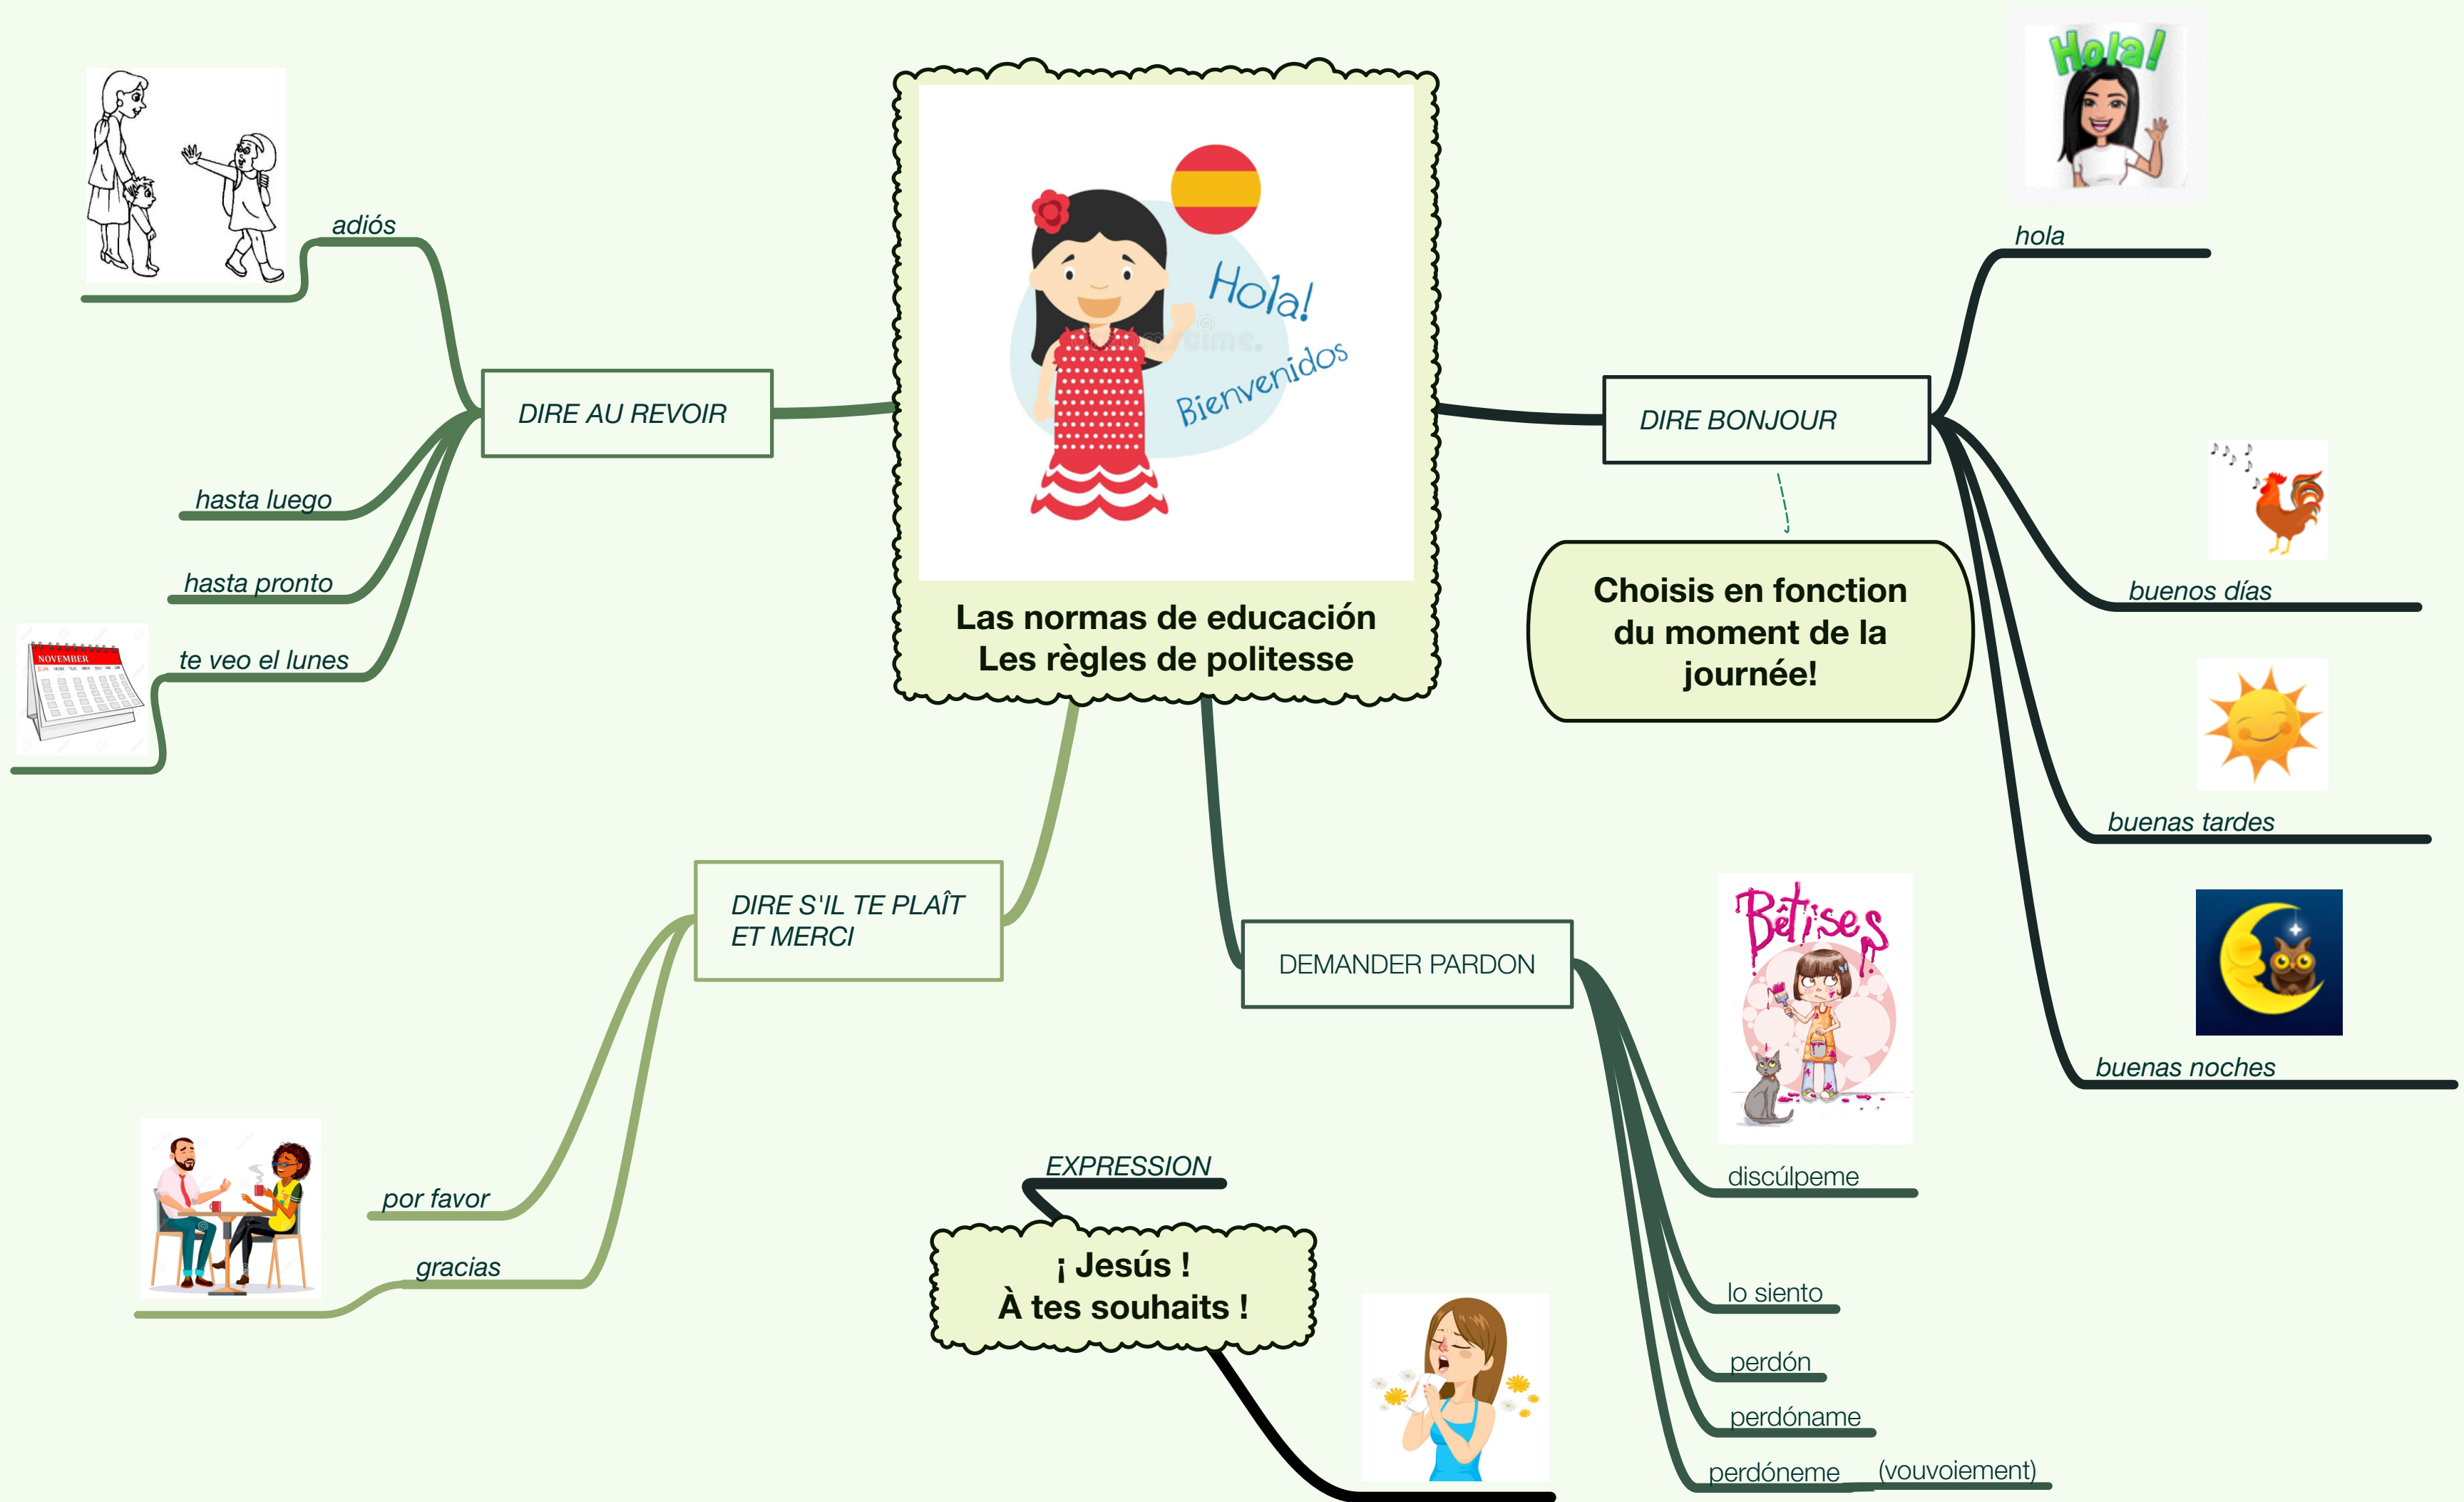 Hola!
Hola!
Bienvenidos
Las normas de educación
Les règles de politesse
DIRE AU REVOIR
adiós
hasta luego
hasta pronto
te veo el lunes
NOVEMBER
DIRE BONJOUR
Choisis en fonction
du moment de la
journée!
hola
buenos días
buenas tardes
buenas noches
DIRE S'IL TE PLAÎT
ET MERCI
por favor
gracias
DEMANDER PARDON
Bêtises
discúlpeme
lo siento
perdón
perdóname
perdóneme (vouvoiement)
EXPRESSION
¡ Jesús !
À tes souhaits !